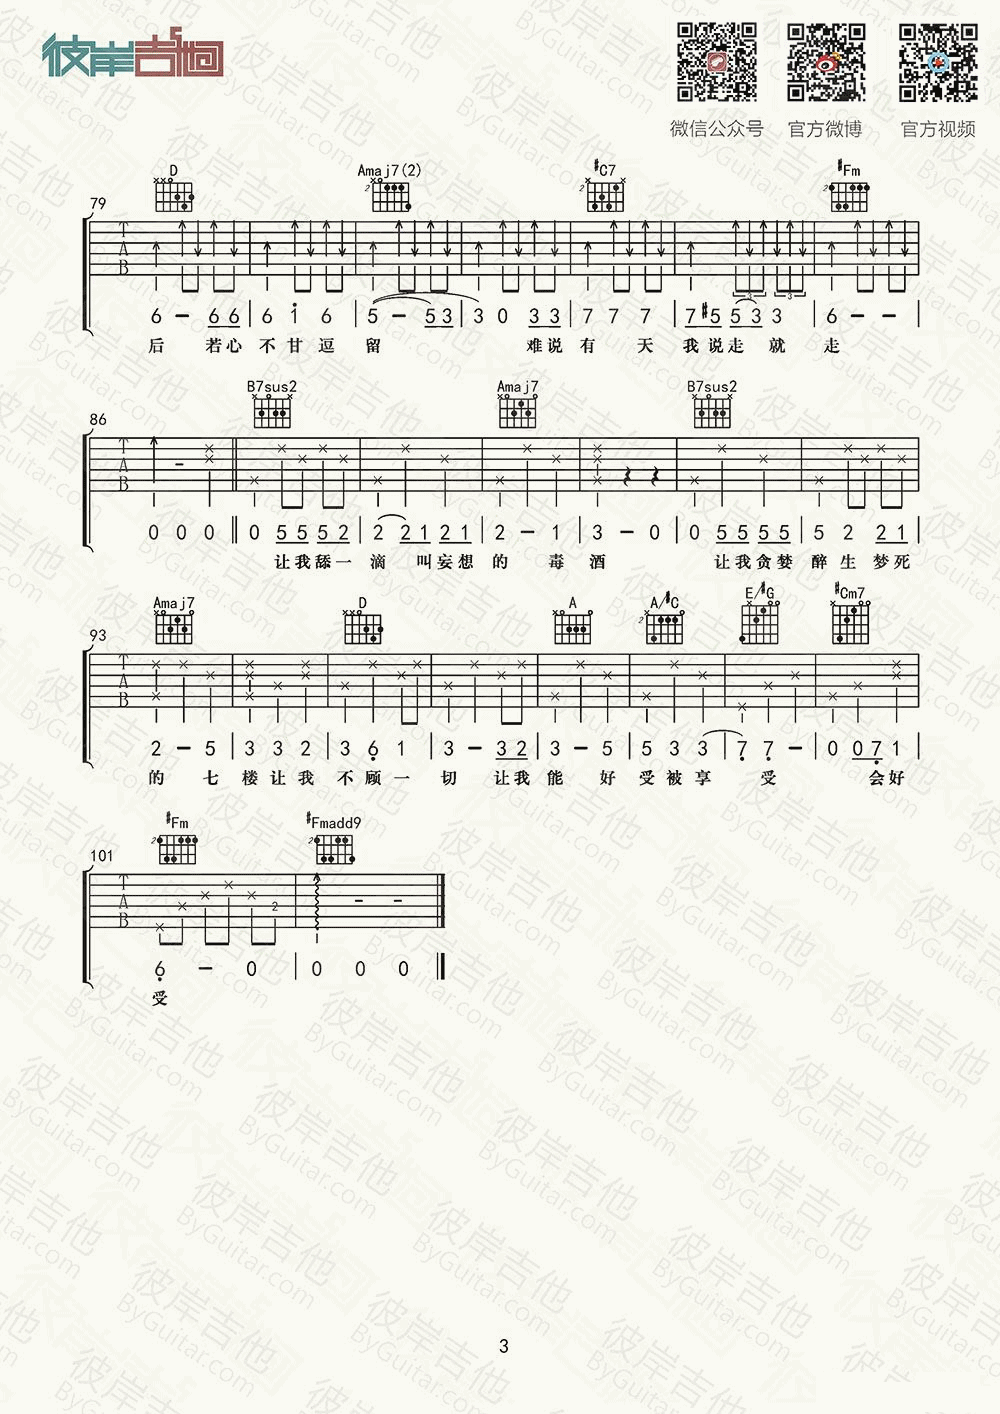 彼岸吉他
微信公众号 官方微博 官方视频
D Amaj7(2) #C7 #Fm
79
6 – 6 6 | 6 1 6 | 5 – 5 3 | 3 0 3 3 | 7 7 7 | 7 #5 5 3 3 | 6 – – |
后 若心 不 甘 逗 留 难说 有 天 我 说走 就 走
B7sus2 Amaj7 B7sus2
86
0 0 0 || 0 5 5 5 2 | 2 2 1 2 1 | 2 – 1 | 3 – 0 | 0 5 5 5 5 | 5 2 2 1 |
让我舔一 滴 叫妄想 的 毒 酒 让我贪婪 醉 生 梦死
Amaj7 D A A/#C E/#G #Cm7
93
2 – 5 | 3 3 2 | 3 6 1 | 3 – 3 2 | 3 – 5 | 5 3 3 | 7 7 – | 0 0 7 1 |
的 七 楼 让 我 不 顾 一 切 让我 能 好 受 被 享 受 会好
#Fm #Fmadd9
101
6 – 0 | 0 0 0
受
3